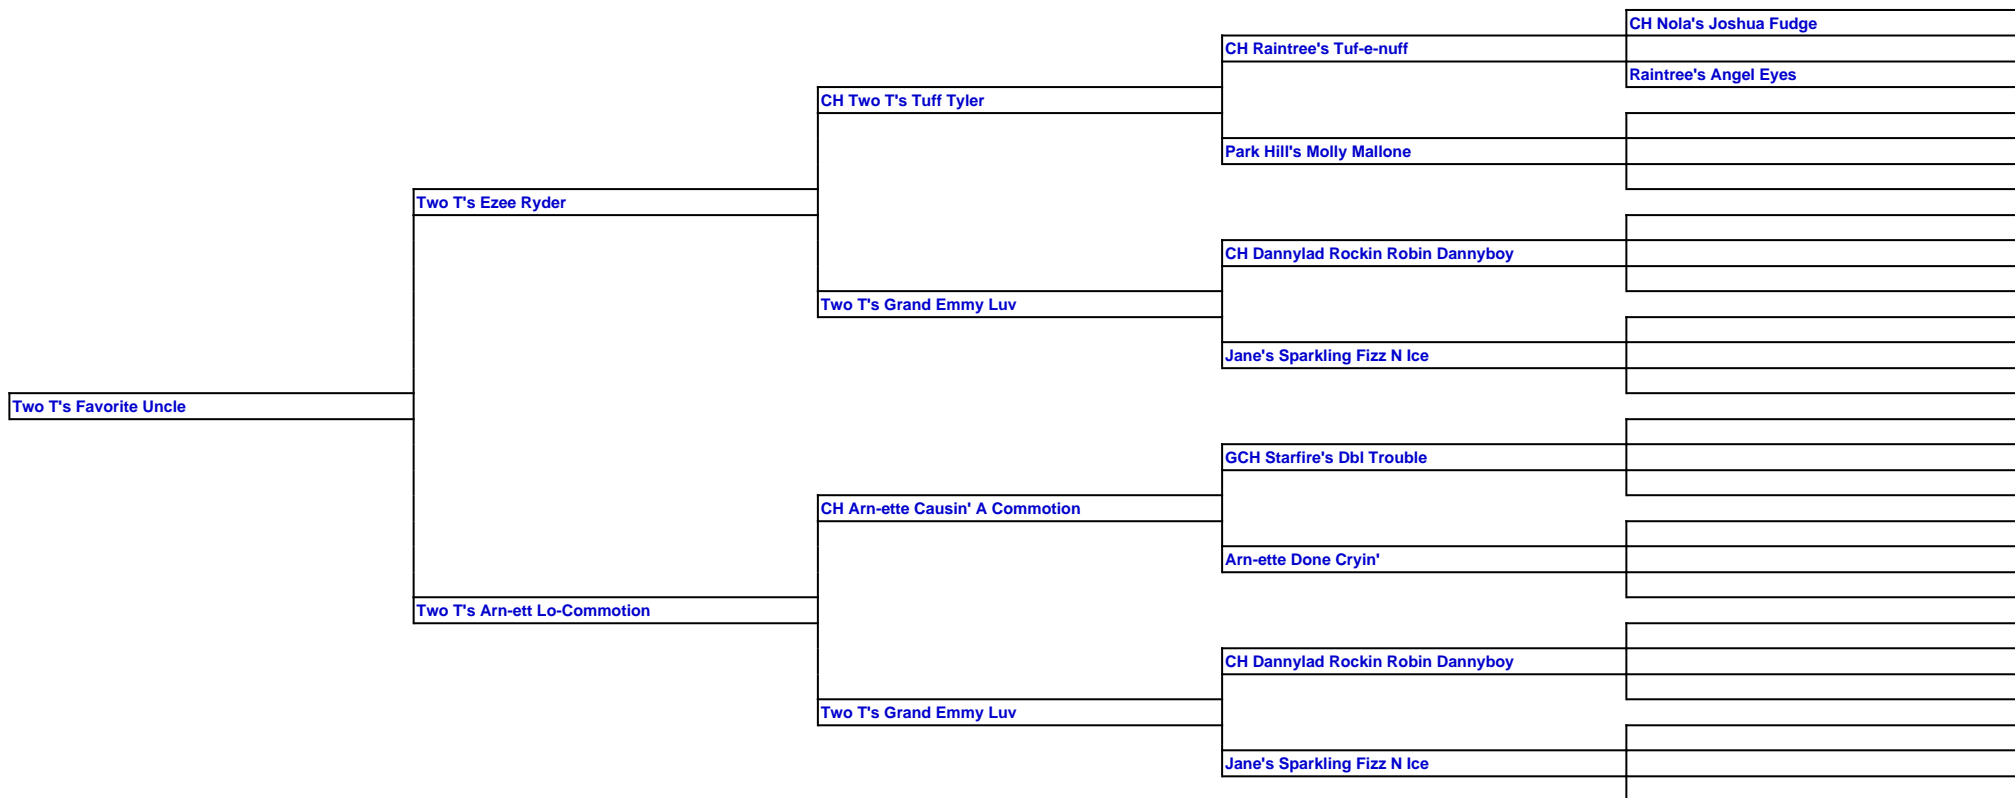 CH Nola's Joshua Fudge
CH Raintree's Tuf-e-nuff
Raintree's Angel Eyes
CH Two T's Tuff Tyler
Park Hill's Molly Mallone
Two T's Ezee Ryder
CH Dannylad Rockin Robin Dannyboy
Two T's Grand Emmy Luv
Jane's Sparkling Fizz N Ice
Two T's Favorite Uncle
GCH Starfire's Dbl Trouble
CH Arn-ette Causin' A Commotion
Arn-ette Done Cryin'
Two T's Arn-ett Lo-Commotion
CH Dannylad Rockin Robin Dannyboy
Two T's Grand Emmy Luv
Jane's Sparkling Fizz N Ice